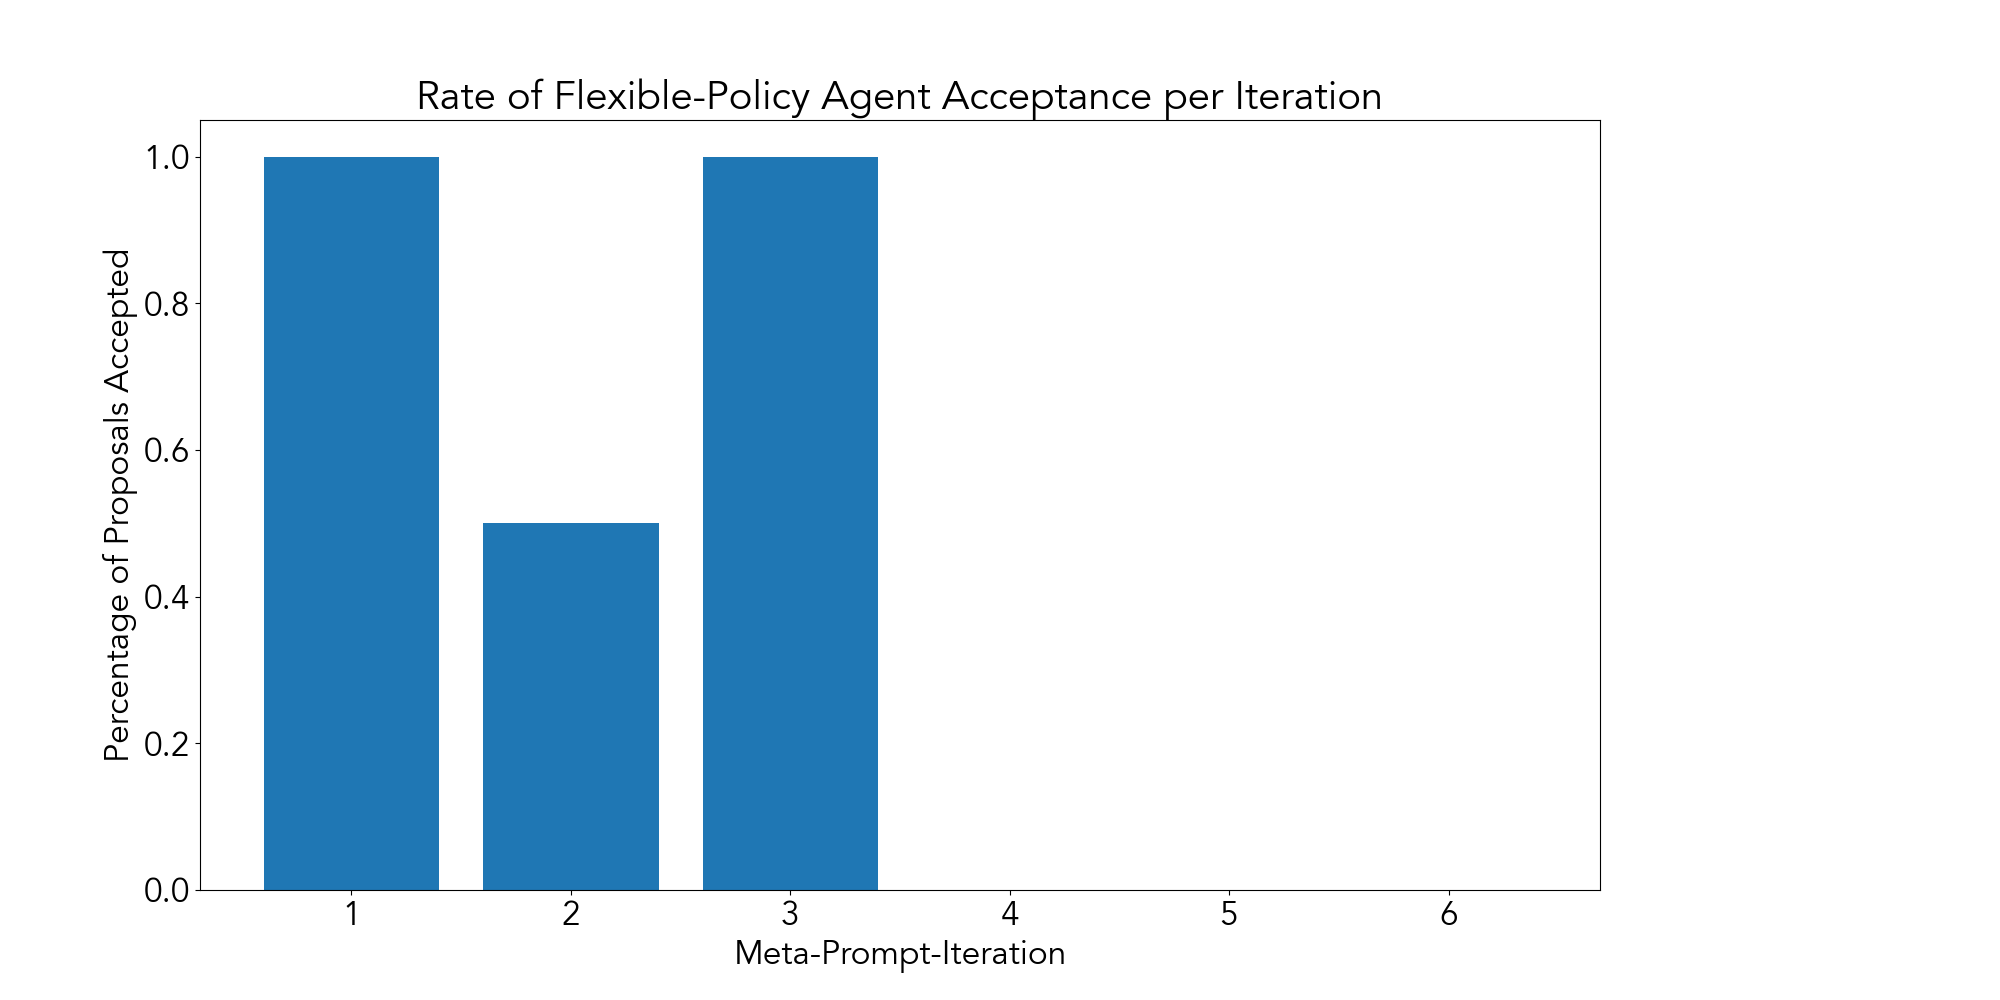 Rate of Flexible-Policy Agent Acceptance per Iteration
Percentage of Proposals Accepted
1.0
0.8
0.6
0.4
0.2
0.0
1 2 3 4 5 6
Meta-Prompt-Iteration